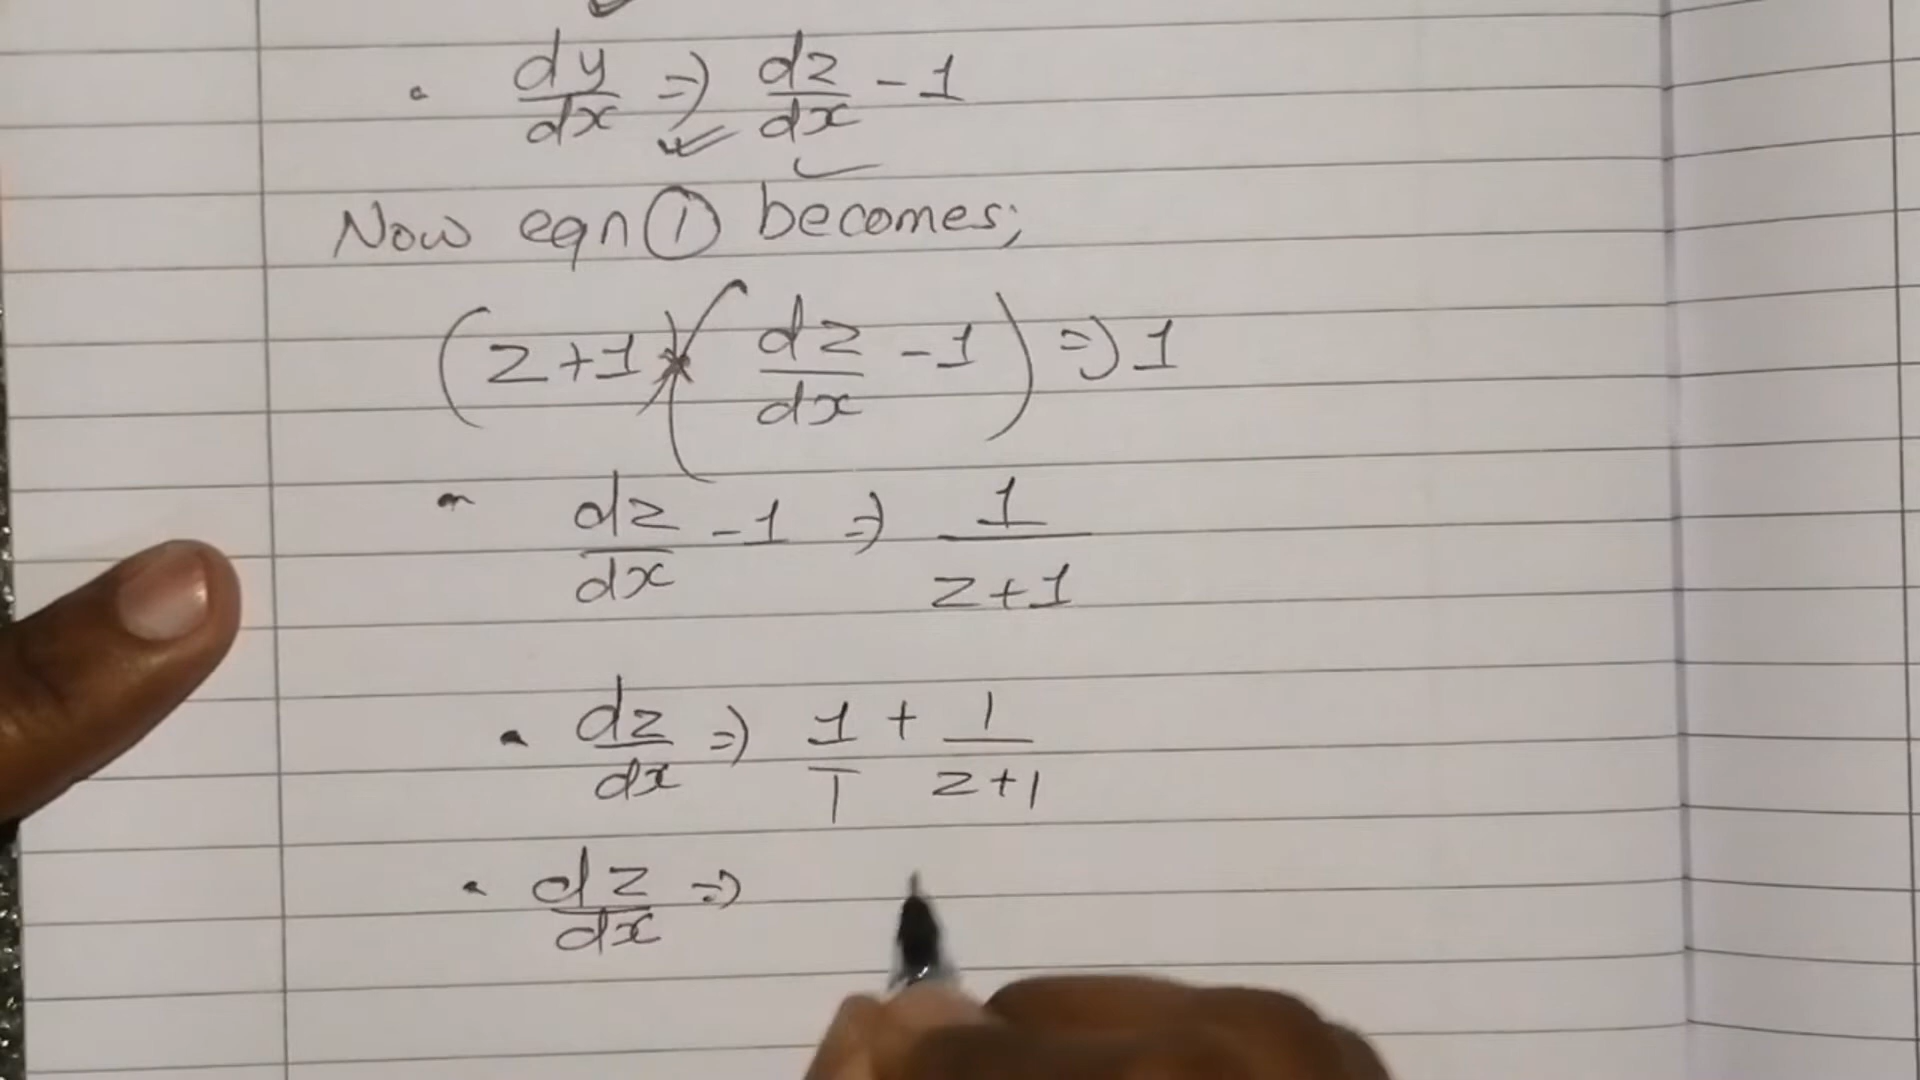 dy/dx => dz/dx - 1
Now eqn ① becomes;
(z+1)(dz/dx - 1) => 1
dz/dx - 1 => 1/(z+1)
dz/dx => 1/1 + 1/(z+1)
dz/dx =>